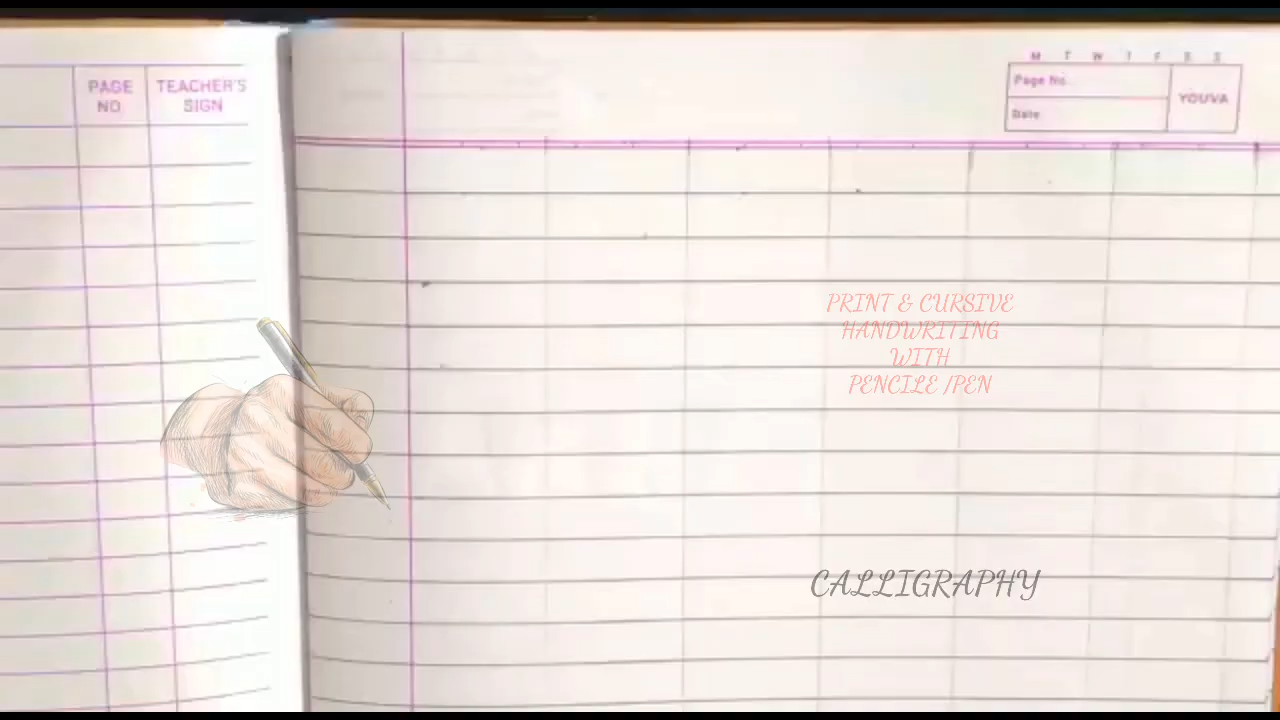 PAGE NO
TEACHER'S SIGN
M T W T F S S
Page No.
YOUVA
Date
PRINT & CURSIVE
HANDWRITING
WITH
PENCILE /PEN
CALLIGRAPHY